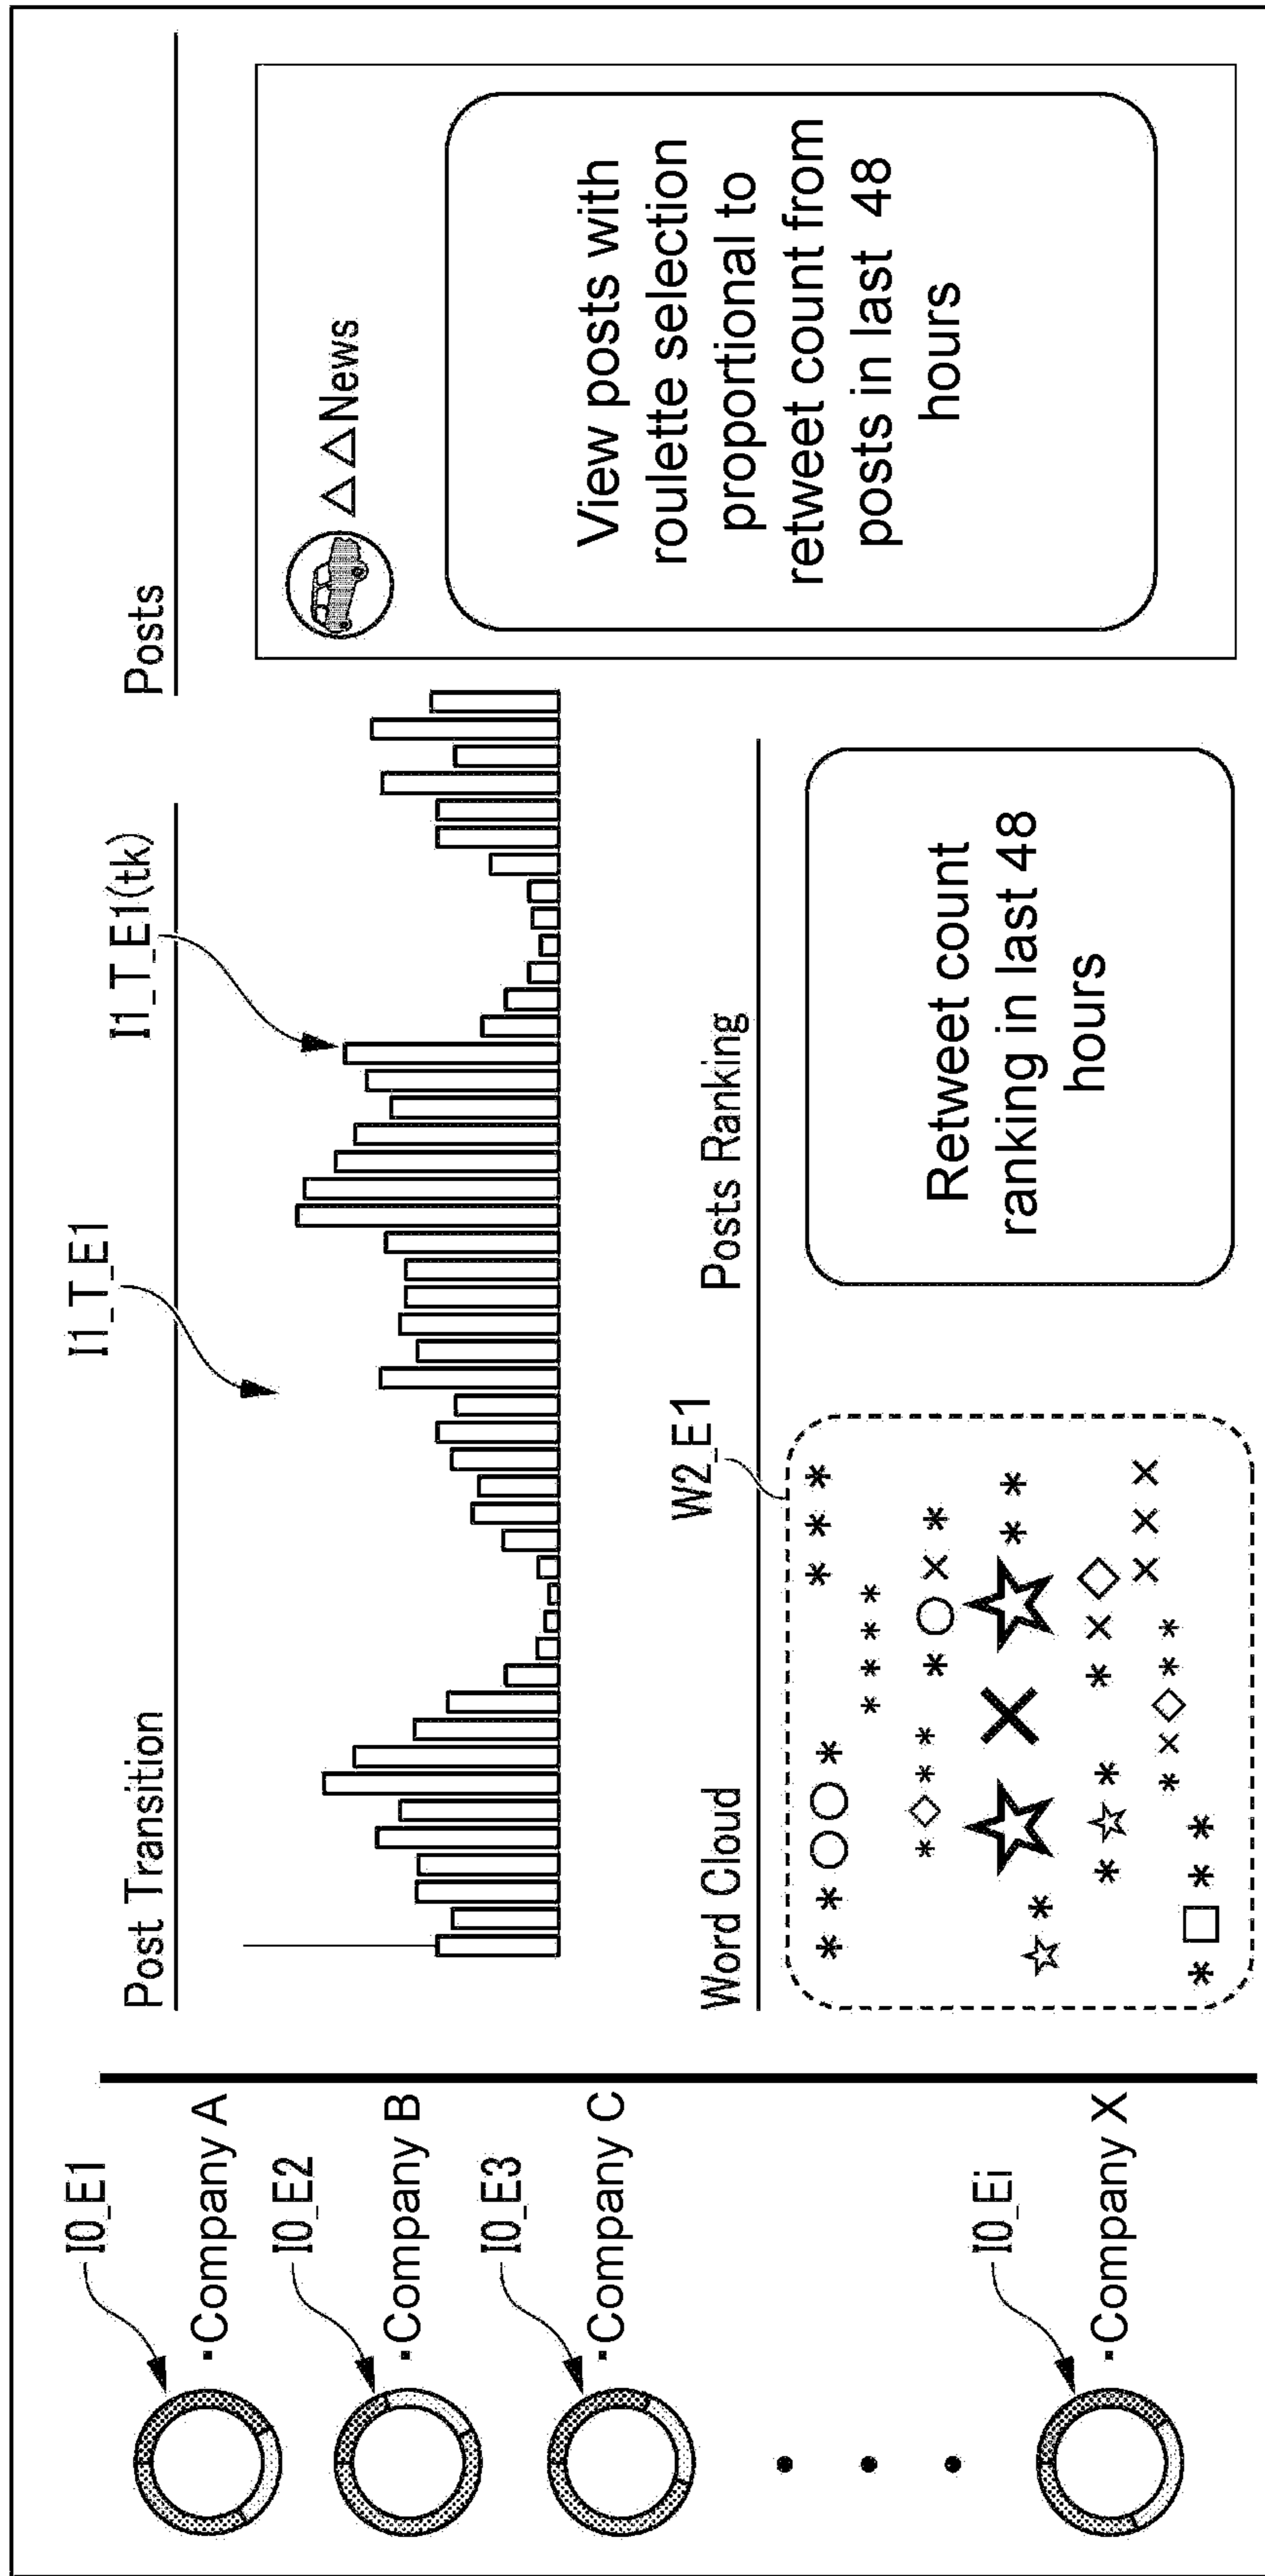 I0_E1
·Company A
I0_E2
·Company B
I0_E3
·Company C
I0_Ei
·Company X
Post Transition
I1_T_E1
I1_T_E1(tk)
Word Cloud
W2_E1
Posts Ranking
Retweet count
ranking in last 48
hours
Posts
△△News
View posts with
roulette selection
proportional to
retweet count from
posts in last 48
hours